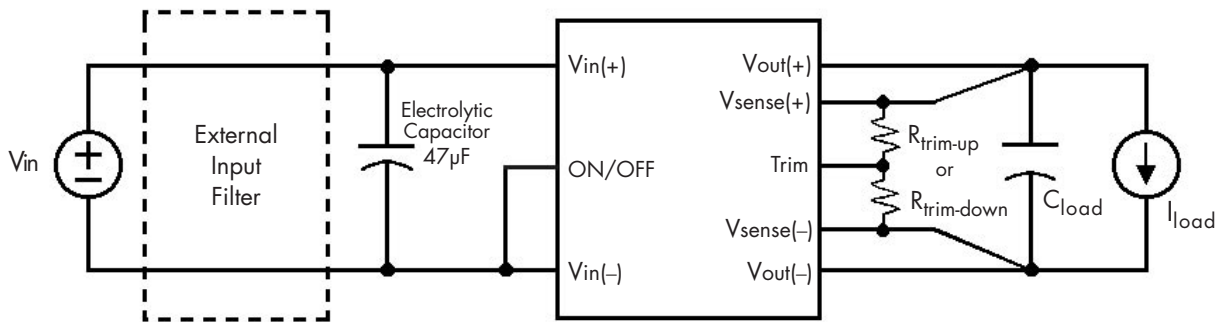 Vin
External
Input
Filter
Electrolytic
Capacitor
47µF
Vin(+)
ON/OFF
Vin(–)
Vout(+)
Vsense(+)
Trim
Vsense(–)
Vout(–)
Rtrim-up
or
Rtrim-down
Cload
Iload